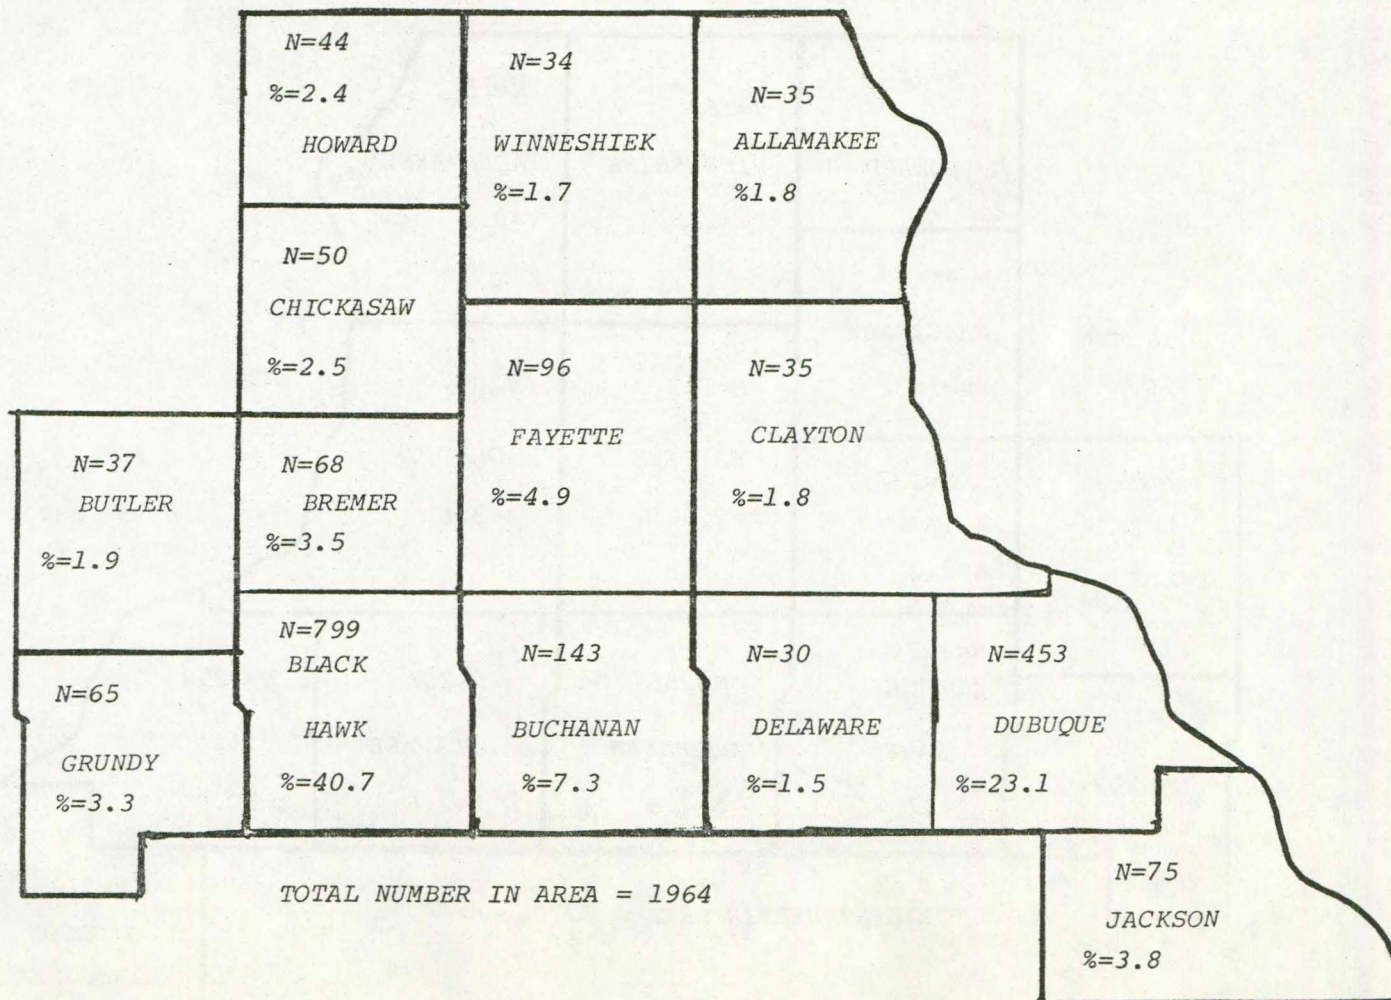 N=44
%=2.4
HOWARD
N=34
WINNESHIEK
%=1.7
N=35
ALLAMAKEE
%1.8
N=50
CHICKASAW
%=2.5
N=96
FAYETTE
%=4.9
N=35
CLAYTON
%=1.8
N=37
BUTLER
%=1.9
N=68
BREMER
%=3.5
N=65
GRUNDY
%=3.3
N=799
BLACK
HAWK
%=40.7
N=143
BUCHANAN
%=7.3
N=30
DELAWARE
%=1.5
N=453
DUBUQUE
%=23.1
N=75
JACKSON
%=3.8
TOTAL NUMBER IN AREA = 1964